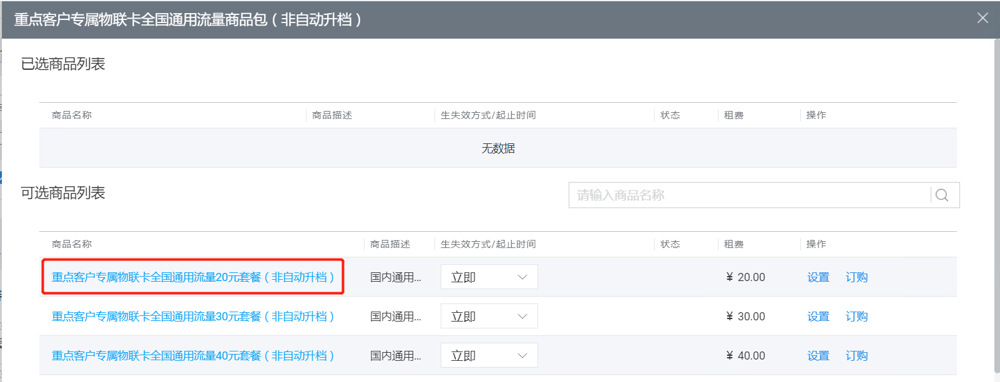 重点客户专属物联卡全国通用流量商品包（非自动升档）
已选商品列表
商品名称 商品描述 生失效方式/起止时间 状态 租费 操作
无数据
可选商品列表
请输入商品名称
商品名称 商品描述 生失效方式/起止时间 状态 租费 操作
重点客户专属物联卡全国通用流量20元套餐（非自动升档） 国内通用... 立即 ¥ 20.00 设置 订购
重点客户专属物联卡全国通用流量30元套餐（非自动升档） 国内通用... 立即 ¥ 30.00 设置 订购
重点客户专属物联卡全国通用流量40元套餐（非自动升档） 国内通用... 立即 ¥ 40.00 设置 订购